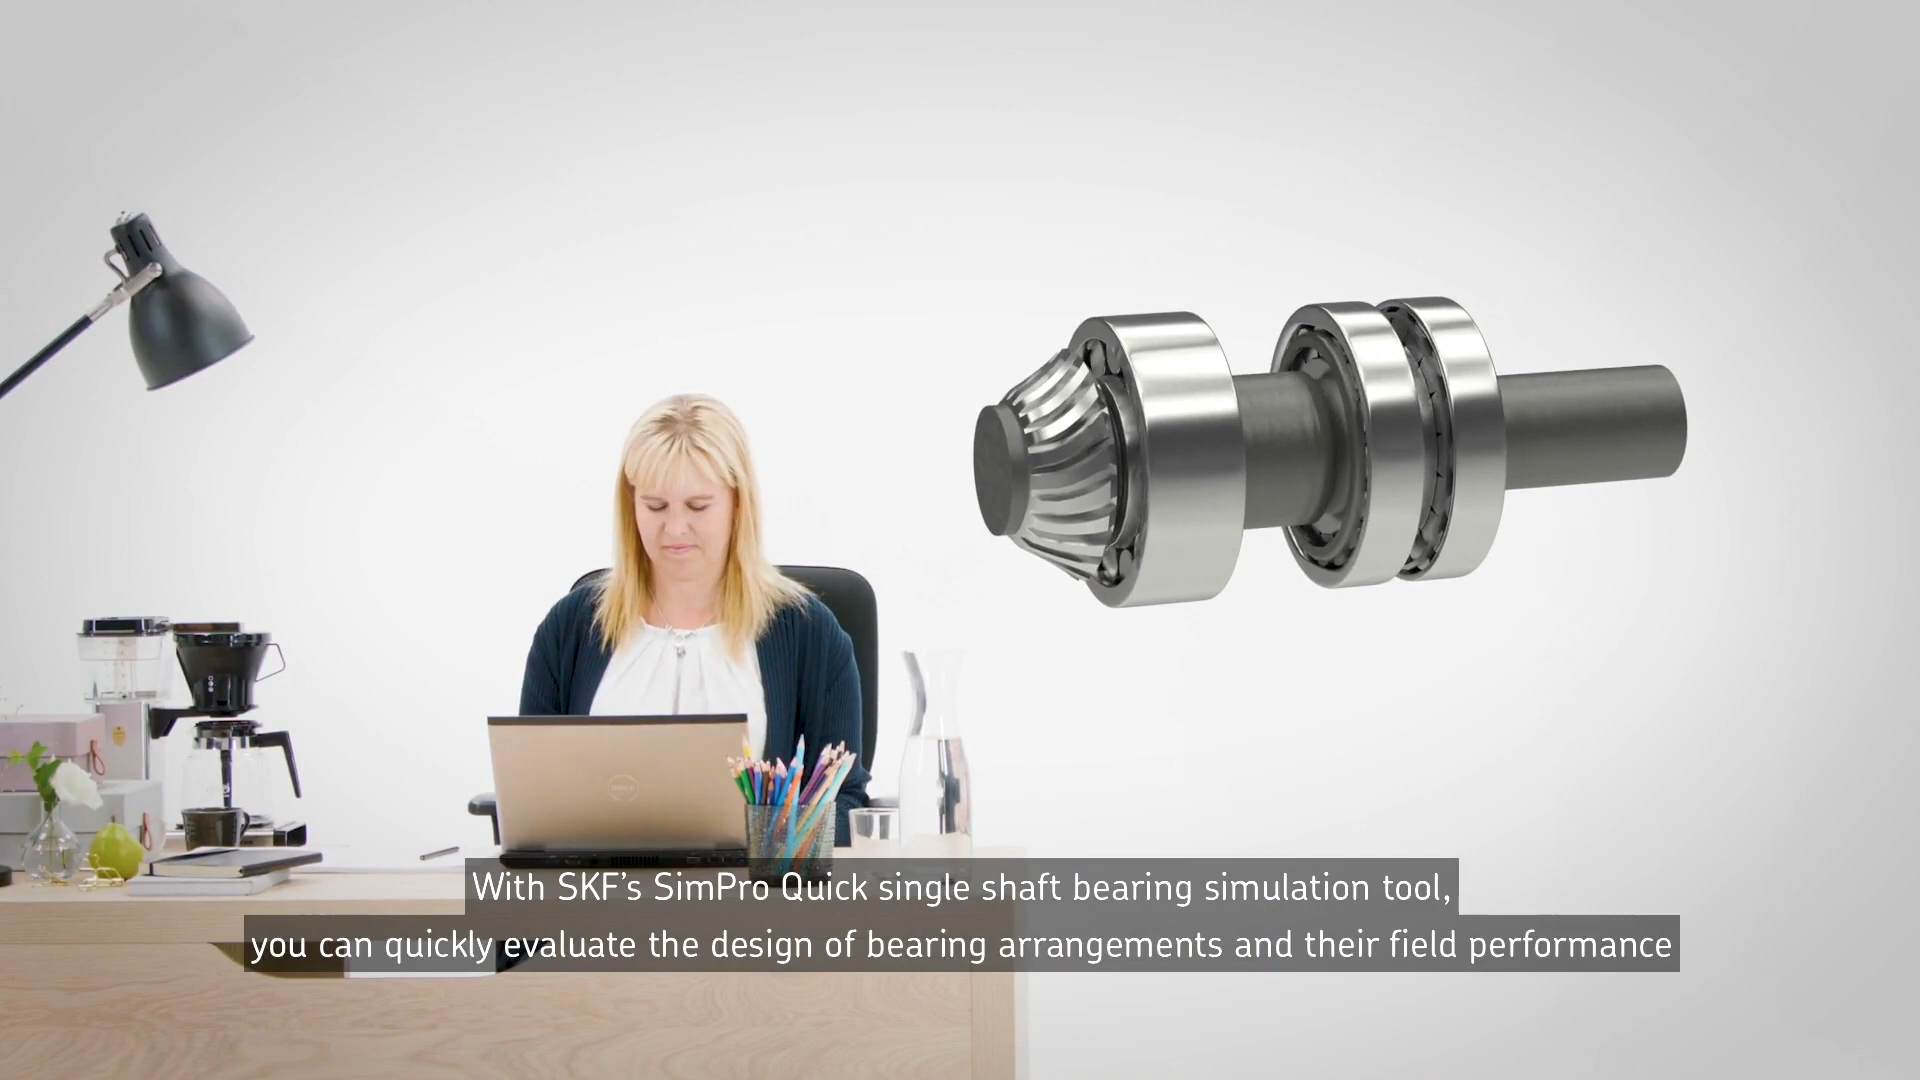 With SKF's SimPro Quick single shaft bearing simulation tool,
you can quickly evaluate the design of bearing arrangements and their field performance